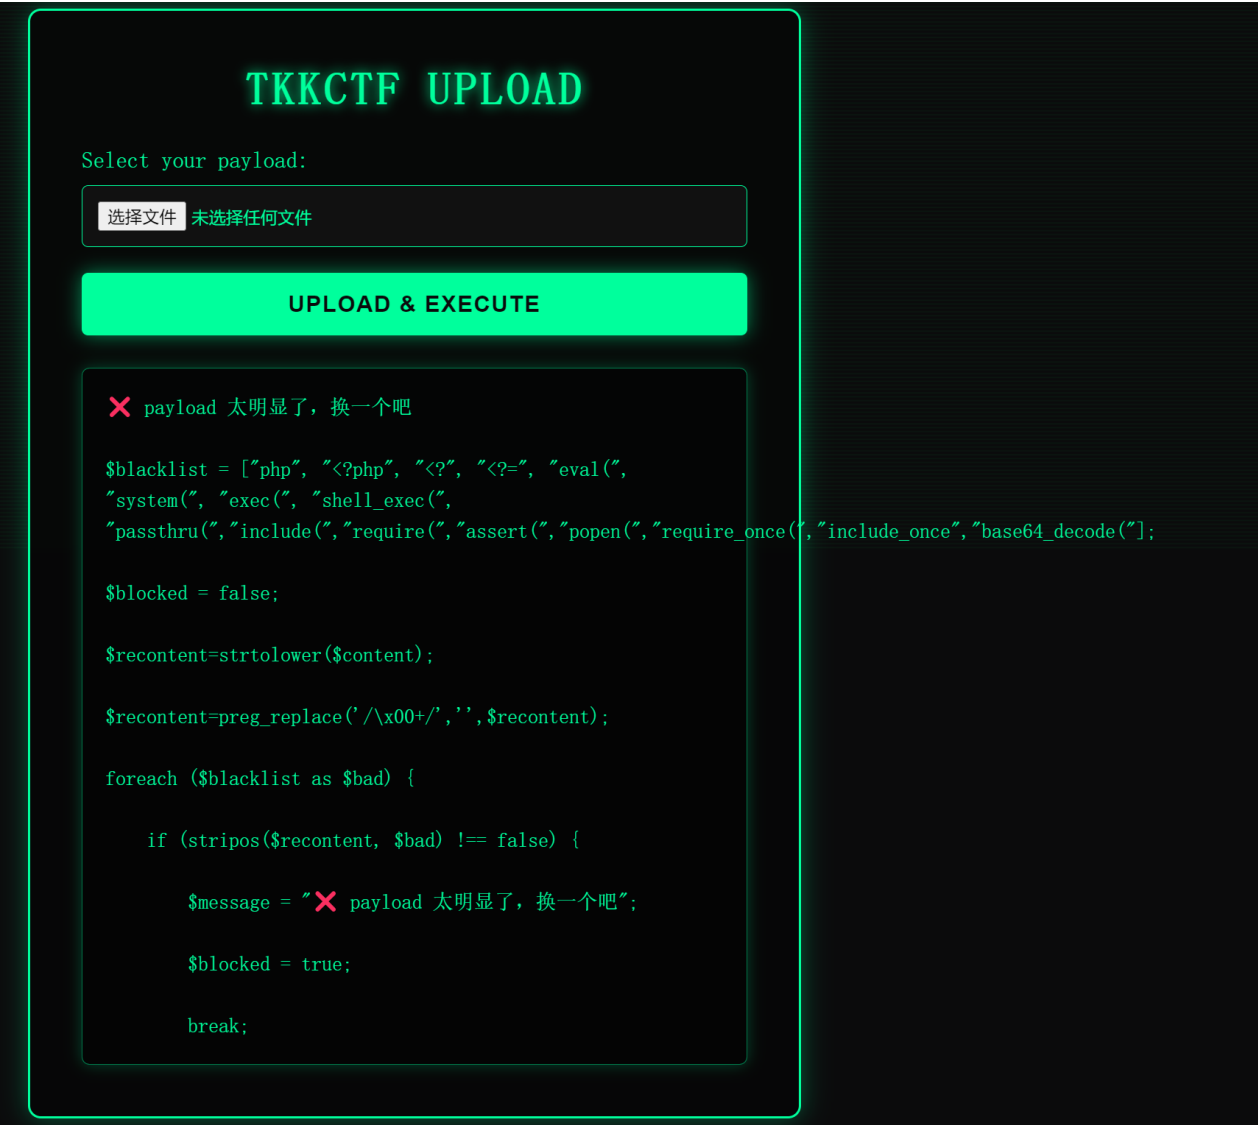 TKKCTF UPLOAD
Select your payload:
选择文件 未选择任何文件
UPLOAD & EXECUTE
❌ payload 太明显了，换一个吧
$blacklist = ["php", "<?php", "<?", "<?=", "eval(",
"system(", "exec(", "shell_exec(",
"passthru(","include(","require(","assert(","popen(","require_once(","include_once","base64_decode("];
$blocked = false;
$recontent=strtolower($content);
$recontent=preg_replace('/\x00+/','',$recontent);
foreach ($blacklist as $bad) {
    if (stripos($recontent, $bad) !== false) {
        $message = "❌ payload 太明显了，换一个吧";
        $blocked = true;
        break;